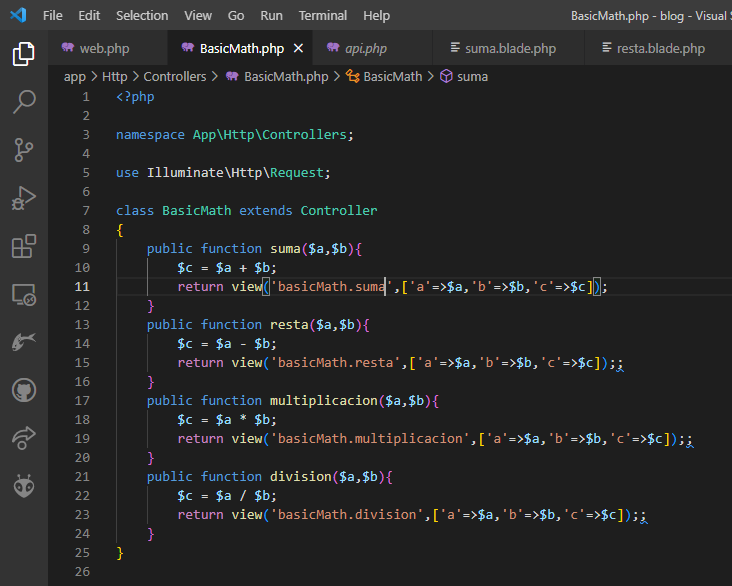 File Edit Selection View Go Run Terminal Help BasicMath.php - blog - Visual S
web.php BasicMath.php × api.php suma.blade.php resta.blade.php
app > Http > Controllers > BasicMath.php > BasicMath > suma
1 <?php
2
3 namespace App\Http\Controllers;
4
5 use Illuminate\Http\Request;
6
7 class BasicMath extends Controller
8 {
9 public function suma($a,$b){
10 $c = $a + $b;
11 return view('basicMath.suma',['a'=>$a,'b'=>$b,'c'=>$c]);
12 }
13 public function resta($a,$b){
14 $c = $a - $b;
15 return view('basicMath.resta',['a'=>$a,'b'=>$b,'c'=>$c]);;
16 }
17 public function multiplicacion($a,$b){
18 $c = $a * $b;
19 return view('basicMath.multiplicacion',['a'=>$a,'b'=>$b,'c'=>$c]);;
20 }
21 public function division($a,$b){
22 $c = $a / $b;
23 return view('basicMath.division',['a'=>$a,'b'=>$b,'c'=>$c]);;
24 }
25 }
26